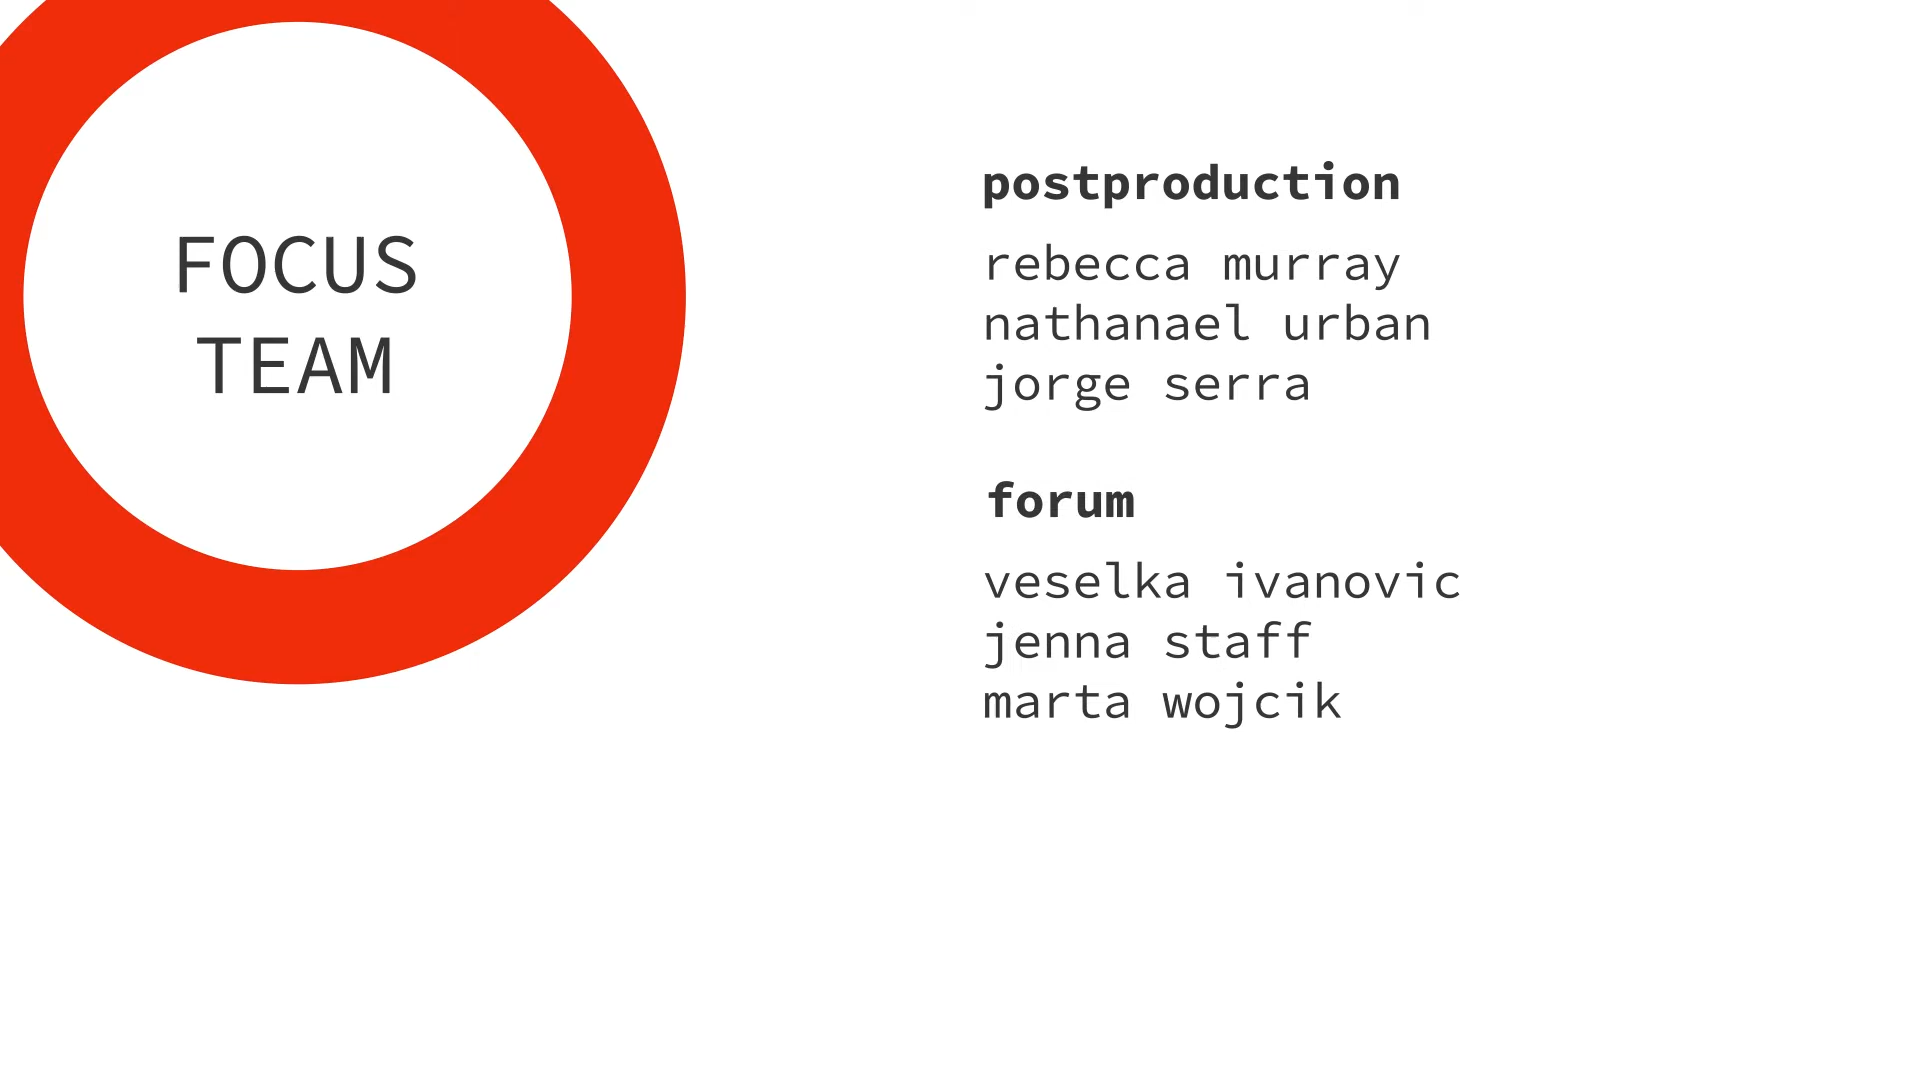 FOCUS
TEAM
postproduction
rebecca murray
nathanael urban
jorge serra
forum
veselka ivanovic
jenna staff
marta wojcik